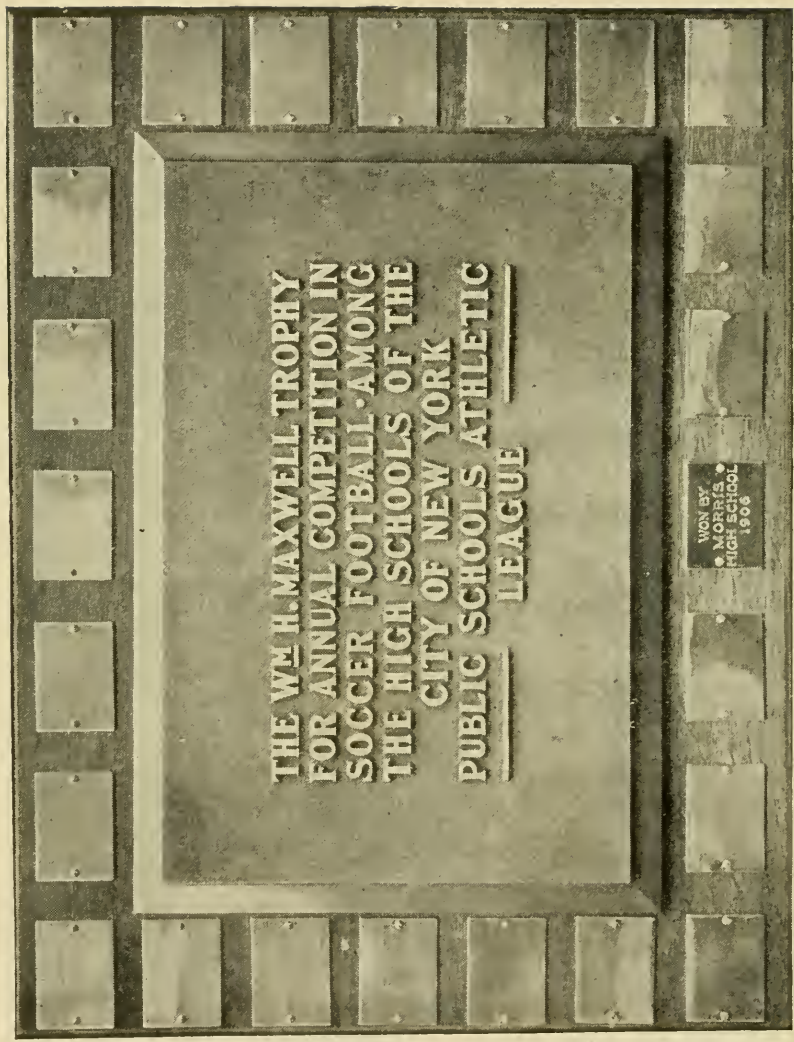 THE WM H. MAXWELL TROPHY
FOR ANNUAL COMPETITION IN
SOCCER FOOTBALL · AMONG
THE HIGH SCHOOLS OF THE
CITY OF NEW YORK
PUBLIC SCHOOLS ATHLETIC
LEAGUE
WON BY
MORRIS
HIGH SCHOOL
1906